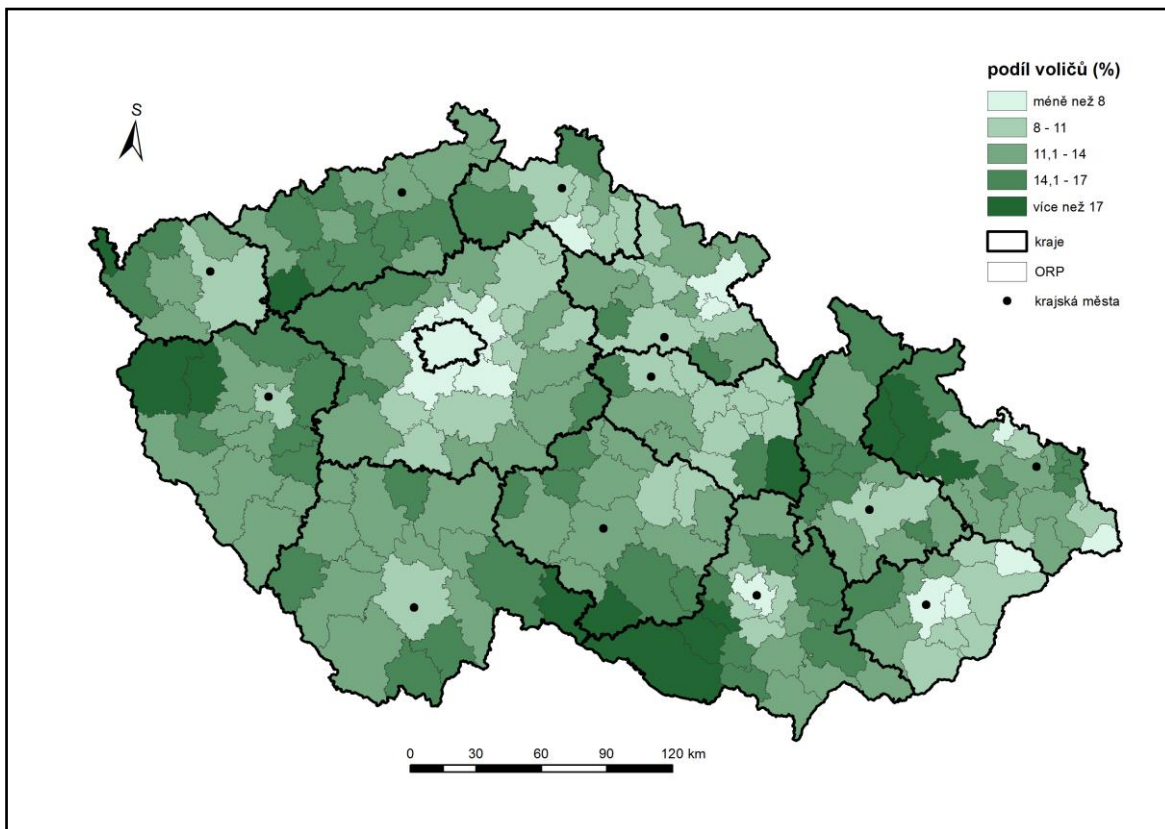 podíl voličů (%)
méně než 8
8 - 11
11,1 - 14
14,1 - 17
více než 17
kraje
ORP
krajská města
S
0 30 60 90 120 km